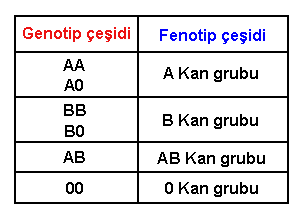 Genotip çeşidi Fenotip çeşidi
AA
A0
A Kan grubu
BB
B0
B Kan grubu
AB AB Kan grubu
00 0 Kan grubu